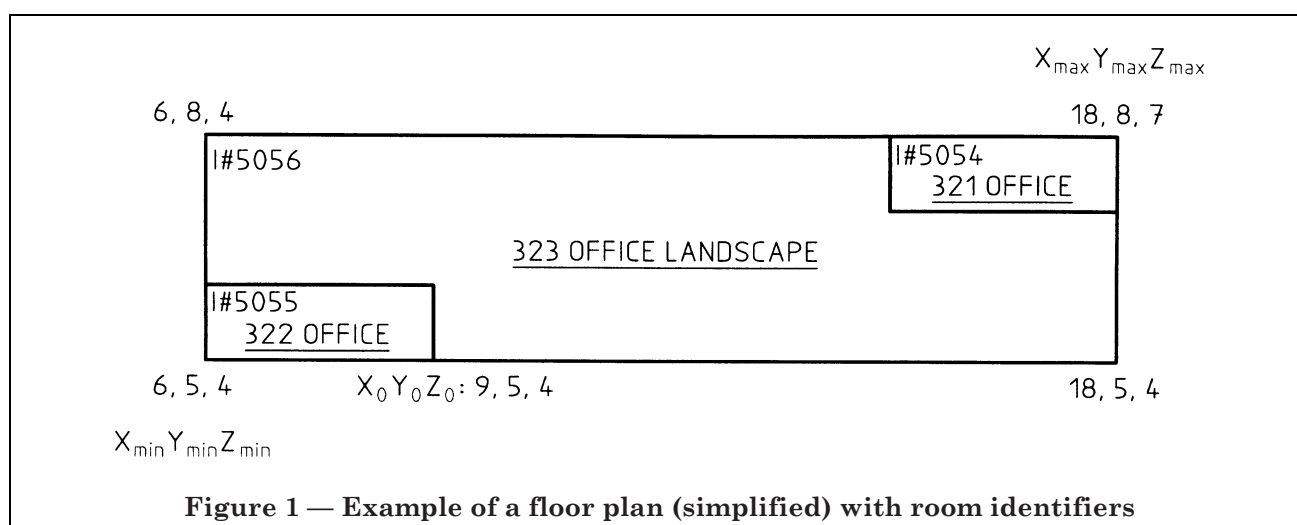 XmaxYmaxZmax
6, 8, 4
18, 8, 7
I#5056
I#5054
321 OFFICE
323 OFFICE LANDSCAPE
I#5055
322 OFFICE
6, 5, 4
X₀Y₀Z₀: 9, 5, 4
18, 5, 4
XminYminZmin
Figure 1 — Example of a floor plan (simplified) with room identifiers